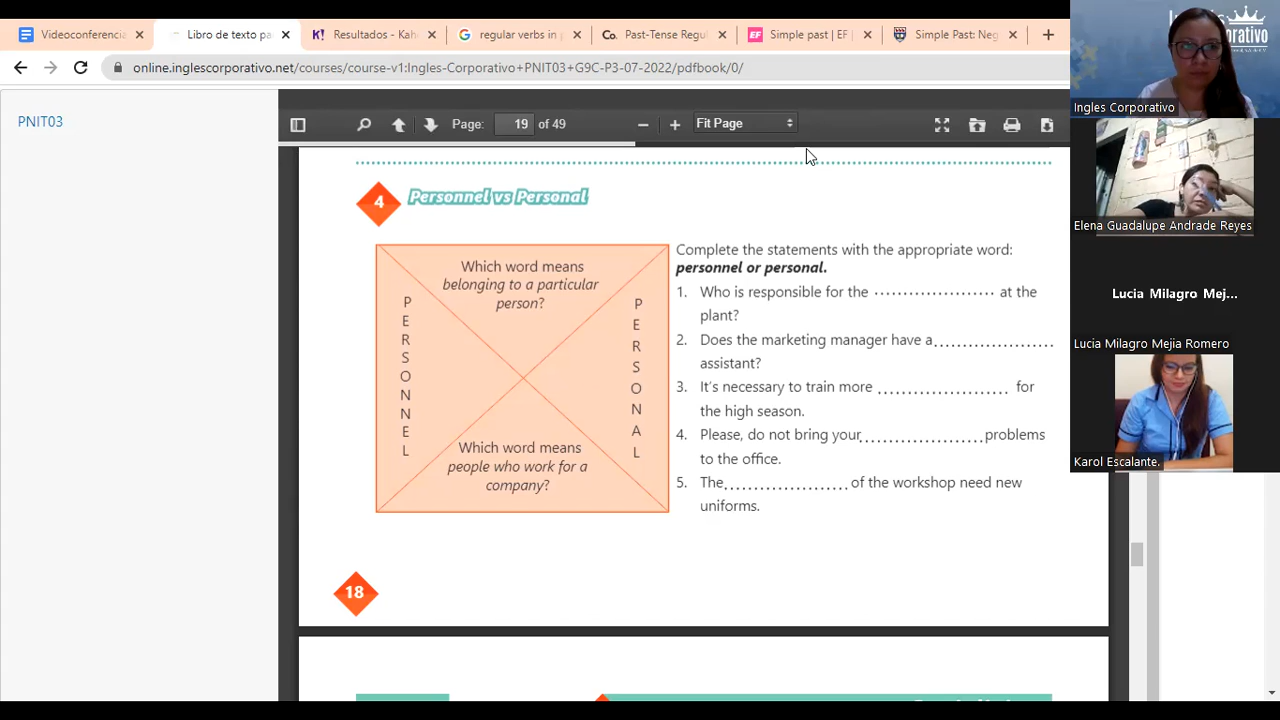 Videoconferencia
Libro de texto pa
Resultados - Kah
regular verbs in p
Past-Tense Regu
Simple past | EF |
Simple Past: Neg
online.inglescorporativo.net/courses/course-v1:Ingles-Corporativo+PNIT03+G9C-P3-07-2022/pdfbook/0/
PNIT03
Page: 19 of 49
Fit Page
4 Personnel vs Personal
Which word means
belonging to a particular
person?
PERSONNEL
PERSONAL
Which word means
people who work for a
company?
Complete the statements with the appropriate word:
personnel or personal.
1. Who is responsible for the ..................... at the
plant?
2. Does the marketing manager have a.....................
assistant?
3. It's necessary to train more ...................... for
the high season.
4. Please, do not bring your.....................problems
to the office.
5. The.....................of the workshop need new
uniforms.
18
Ingles Corporativo
Elena Guadalupe Andrade Reyes
Lucia Milagro Mej...
Lucia Milagro Mejia Romero
Karol Escalante.